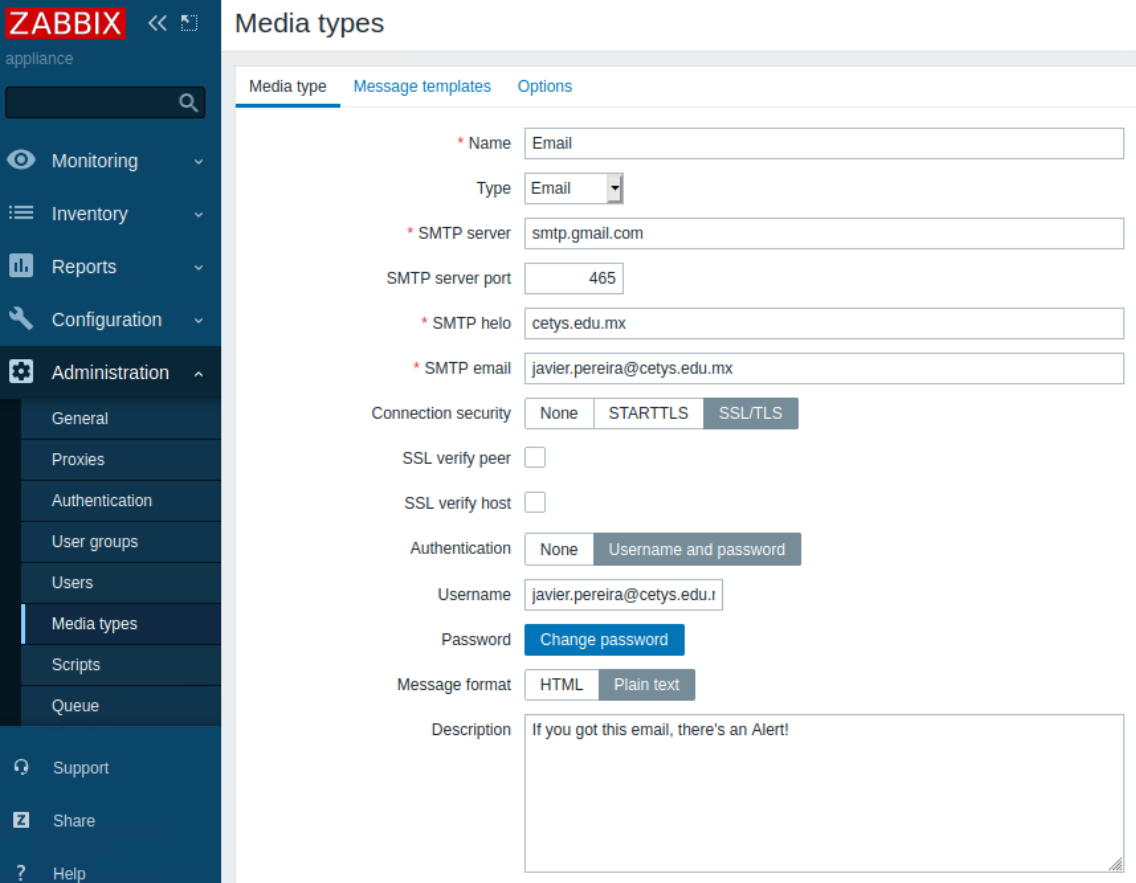 ZABBIX
appliance
Monitoring
Inventory
Reports
Configuration
Administration
General
Proxies
Authentication
User groups
Users
Media types
Scripts
Queue
Support
Z Share
? Help
Media types
Media type Message templates Options
* Name Email
Type Email
* SMTP server smtp.gmail.com
SMTP server port 465
* SMTP helo cetys.edu.mx
* SMTP email javier.pereira@cetys.edu.mx
Connection security None STARTTLS SSL/TLS
SSL verify peer
SSL verify host
Authentication None Username and password
Username javier.pereira@cetys.edu.
Password Change password
Message format HTML Plain text
Description If you got this email, there's an Alert!